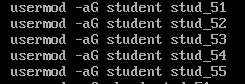 usermod -aG student stud_51
usermod -aG student stud_52
usermod -aG student stud_53
usermod -aG student stud_54
usermod -aG student stud_55